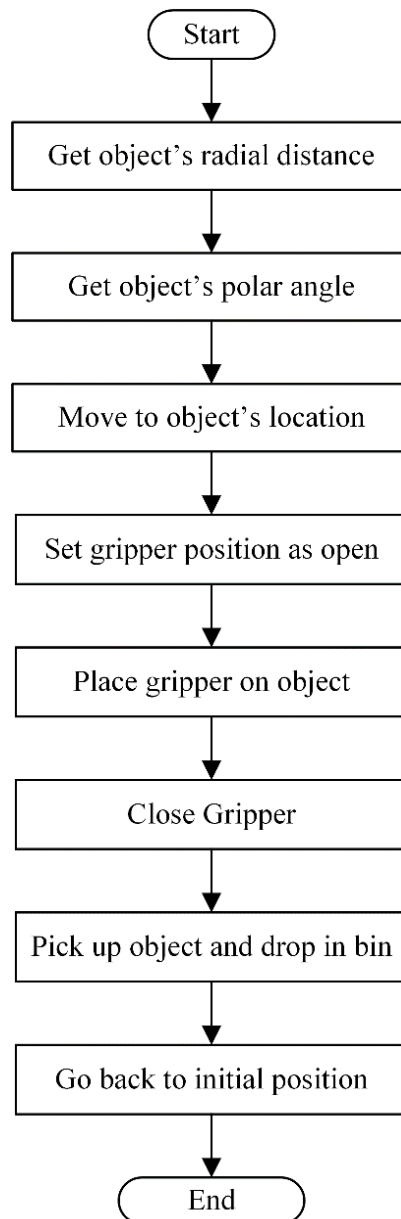 Start
Get object’s radial distance
Get object’s polar angle
Move to object’s location
Set gripper position as open
Place gripper on object
Close Gripper
Pick up object and drop in bin
Go back to initial position
End